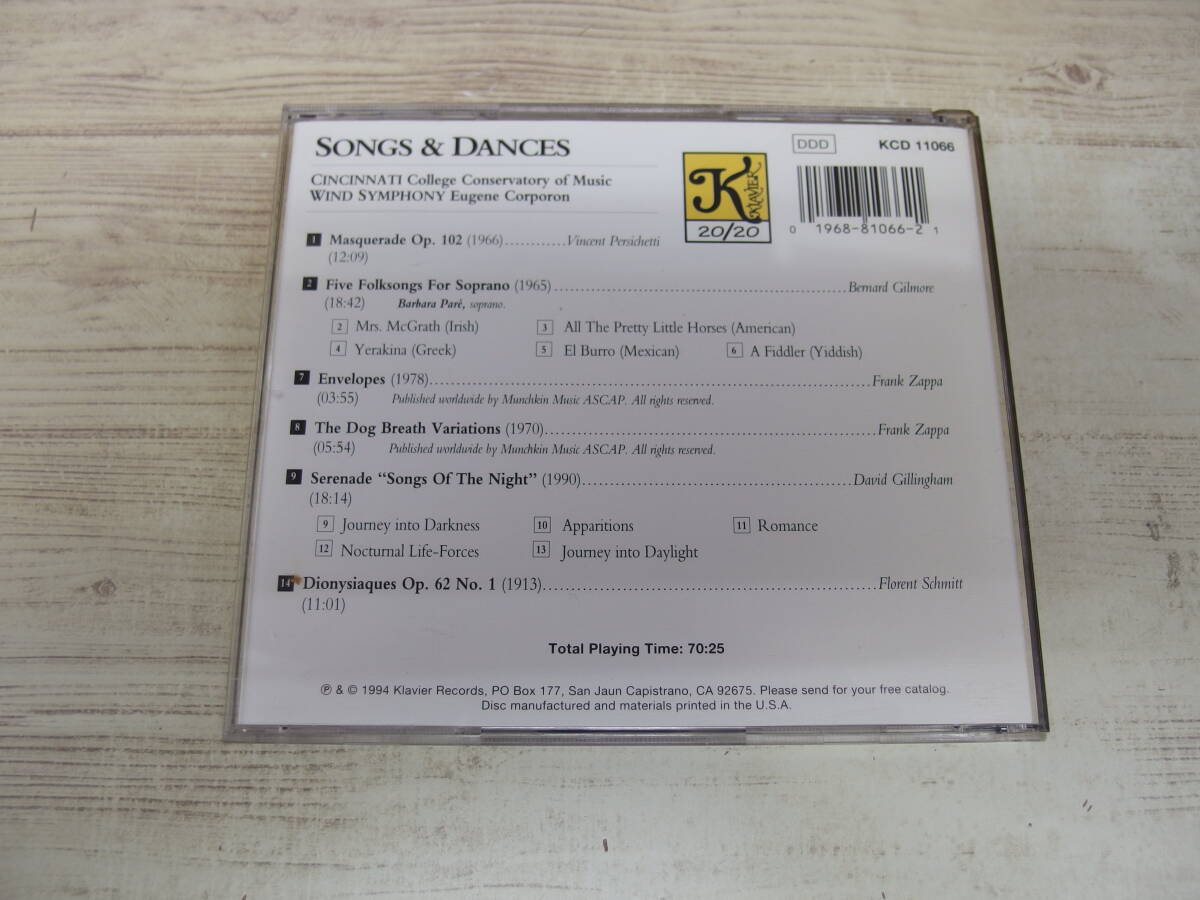 SONGS & DANCES
CINCINNATI College Conservatory of Music
WIND SYMPHONY Eugene Corporon
K KLAVIER
20/20
DDD
KCD 11066
0 1968-81066-2 1
1 Masquerade Op. 102 (1966)............Vincent Persichetti
(12:09)
2 Five Folksongs For Soprano (1965)............Bernard Gilmore
(18:42) Barbara Paré, soprano.
2 Mrs. McGrath (Irish) 3 All The Pretty Little Horses (American)
4 Yerakina (Greek) 5 El Burro (Mexican) 6 A Fiddler (Yiddish)
7 Envelopes (1978)............Frank Zappa
(03:55) Published worldwide by Munchkin Music ASCAP. All rights reserved.
8 The Dog Breath Variations (1970)............Frank Zappa
(05:54) Published worldwide by Munchkin Music ASCAP. All rights reserved.
9 Serenade “Songs Of The Night” (1990)............David Gillingham
(18:14)
9 Journey into Darkness 10 Apparitions 11 Romance
12 Nocturnal Life-Forces 13 Journey into Daylight
14 Dionysiaques Op. 62 No. 1 (1913)............Florent Schmitt
(11:01)
Total Playing Time: 70:25
℗ & © 1994 Klavier Records, PO Box 177, San Jaun Capistrano, CA 92675. Please send for your free catalog.
Disc manufactured and materials printed in the U.S.A.